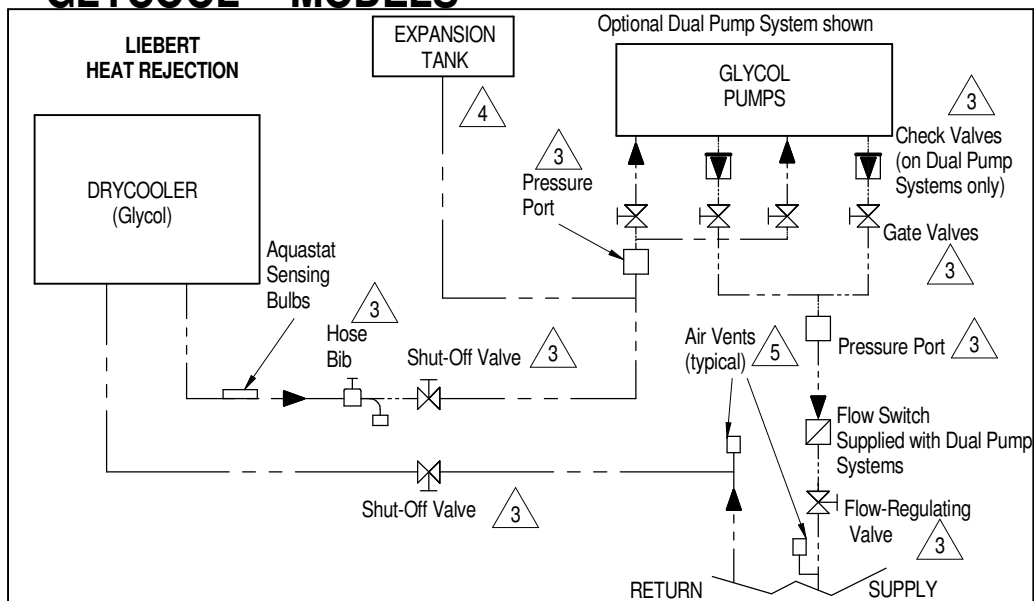 GLYCOOL MODELS
LIEBERT
HEAT REJECTION
EXPANSION
TANK
4
Optional Dual Pump System shown
GLYCOL
PUMPS
3
Check Valves
(on Dual Pump
Systems only)
3
Pressure
Port
DRYCOOLER
(Glycol)
Gate Valves
3
Aquastat
Sensing
Bulbs
3
Hose
Bib
Shut-Off Valve
3
Air Vents
(typical)
5
Pressure Port
3
Flow Switch
Supplied with Dual Pump
Systems
Shut-Off Valve
3
Flow-Regulating
Valve
3
RETURN
SUPPLY